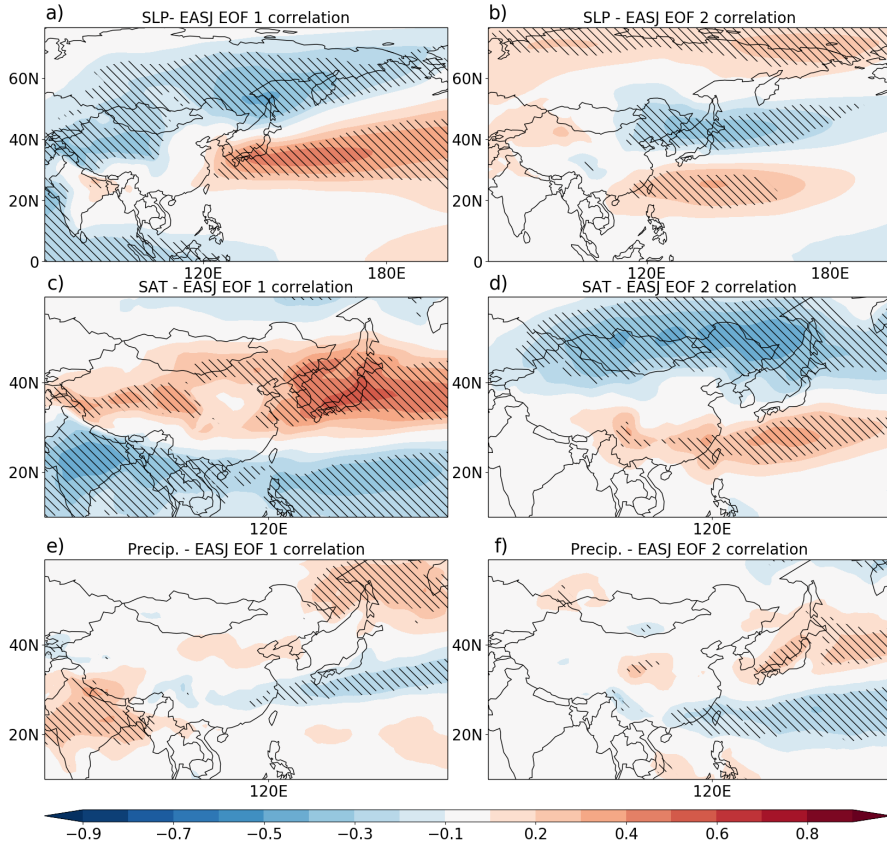 a)
SLP- EASJ EOF 1 correlation
60N
40N
20N
0
120E
180E
b)
SLP - EASJ EOF 2 correlation
60N
40N
20N
0
120E
180E
c)
SAT - EASJ EOF 1 correlation
40N
20N
120E
d)
SAT - EASJ EOF 2 correlation
40N
20N
120E
e)
Precip. - EASJ EOF 1 correlation
40N
20N
120E
f)
Precip. - EASJ EOF 2 correlation
40N
20N
120E
−0.9 −0.7 −0.5 −0.3 −0.1 0.2 0.4 0.6 0.8